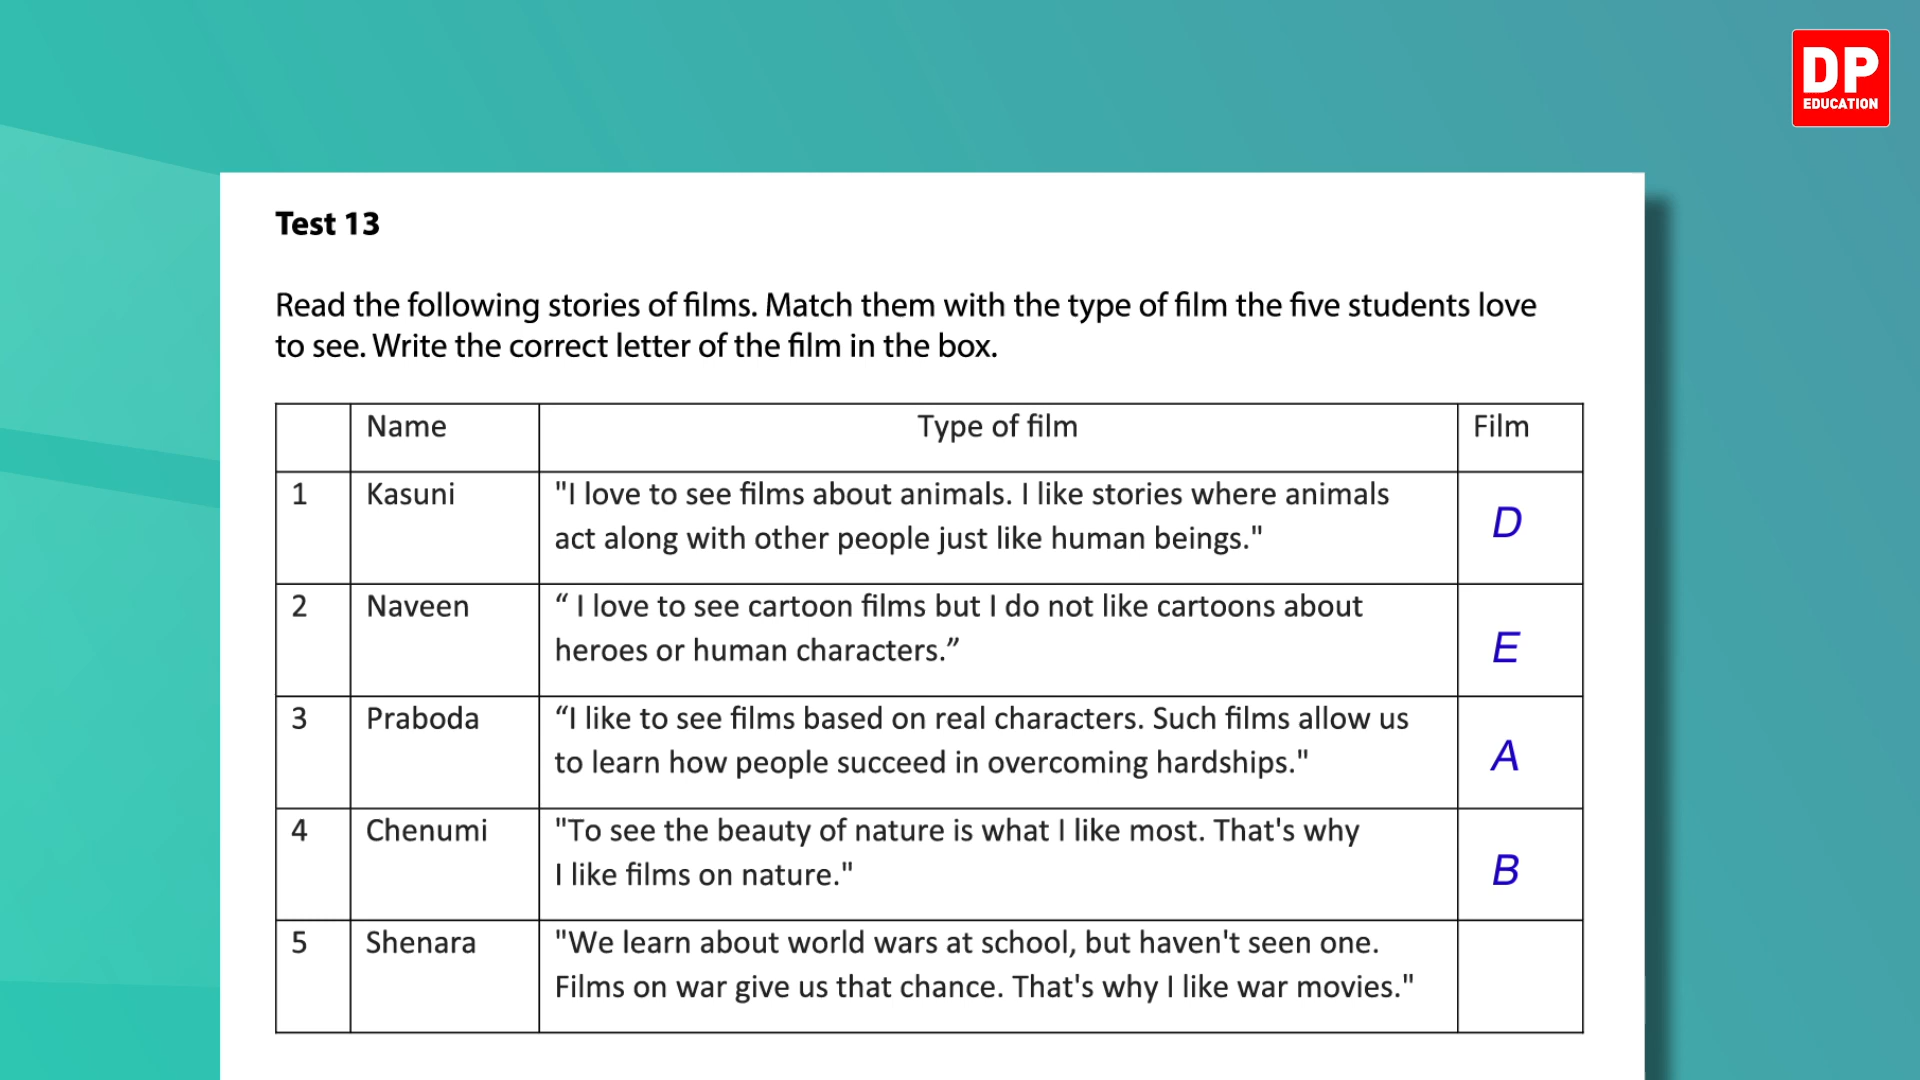 DP
EDUCATION
Test 13
Read the following stories of films. Match them with the type of film the five students love
to see. Write the correct letter of the film in the box.
Name Type of film Film
1 Kasuni "I love to see films about animals. I like stories where animals
act along with other people just like human beings." D
2 Naveen “ I love to see cartoon films but I do not like cartoons about
heroes or human characters.” E
3 Praboda “I like to see films based on real characters. Such films allow us
to learn how people succeed in overcoming hardships." A
4 Chenumi "To see the beauty of nature is what I like most. That's why
I like films on nature." B
5 Shenara "We learn about world wars at school, but haven't seen one.
Films on war give us that chance. That's why I like war movies."